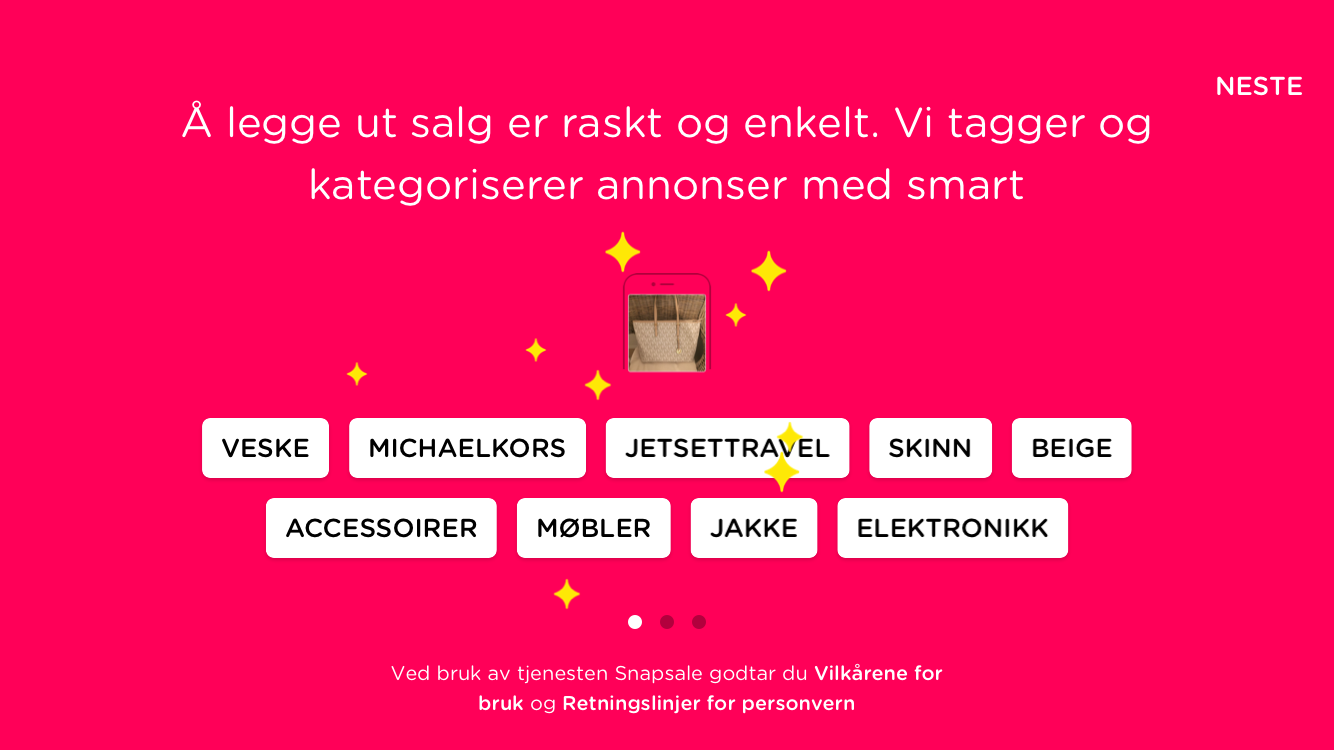 NESTE
Å legge ut salg er raskt og enkelt. Vi tagger og
kategoriserer annonser med smart
VESKE MICHAELKORS JETSETTRAVEL SKINN BEIGE
ACCESSOIRER MØBLER JAKKE ELEKTRONIKK
Ved bruk av tjenesten Snapsale godtar du Vilkårene for
bruk og Retningslinjer for personvern